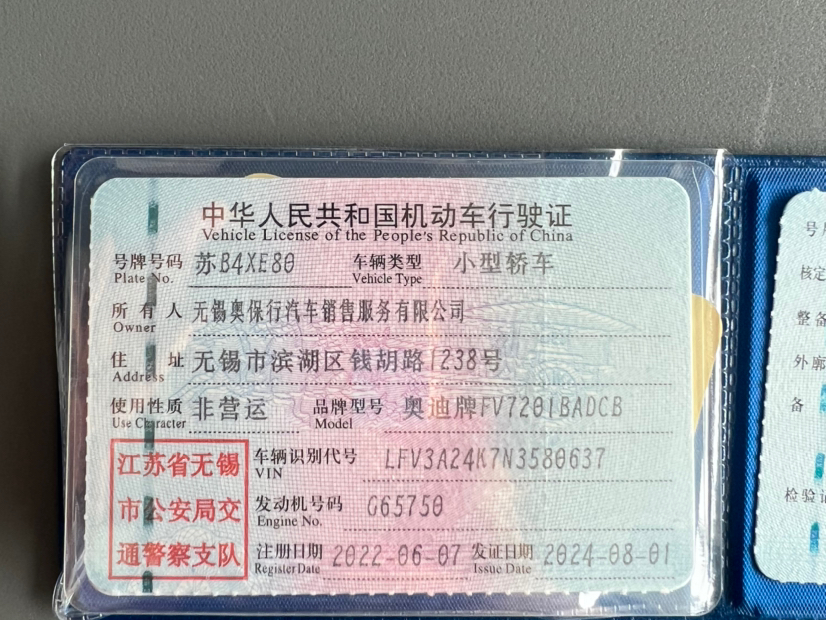 中华人民共和国机动车行驶证
Vehicle License of the People's Republic of China
号牌号码 苏B4XE80 车辆类型 小型轿车
Plate No. Vehicle Type
所有人 无锡奥保行汽车销售服务有限公司
Owner
住址 无锡市滨湖区钱胡路1238号
Address
使用性质 非营运 品牌型号 奥迪牌FV7201BADCB
Use Character Model
江苏省无锡
市公安局交
通警察支队
车辆识别代号 LFV3A24K7N3580637
VIN
发动机号码 G65750
Engine No.
注册日期 2022-06-07 发证日期 2024-08-01
Register Date Issue Date
号
核定
整备
外廓
备
检验记